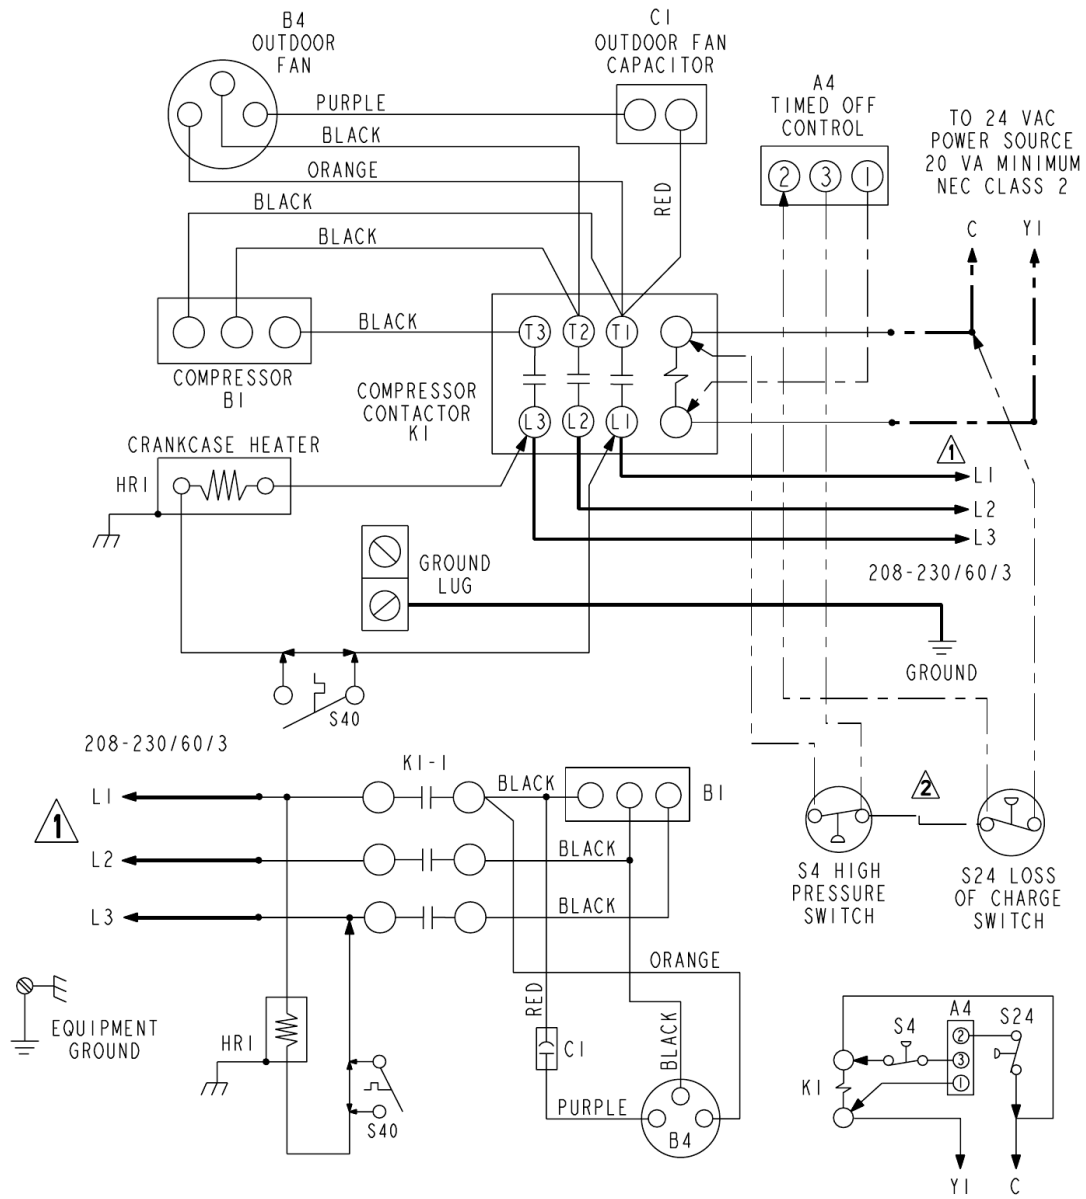 B4
OUTDOOR
FAN
C1
OUTDOOR FAN
CAPACITOR
A4
TIMED OFF
CONTROL
TO 24 VAC
POWER SOURCE
20 VA MINIMUM
NEC CLASS 2
PURPLE
BLACK
ORANGE
RED
BLACK
BLACK
2 3 1
C Y1
BLACK
T3 T2 T1
COMPRESSOR
B1
COMPRESSOR
CONTACTOR
K1
L3 L2 L1
CRANKCASE HEATER
HR1
1
L1
L2
L3
208-230/60/3
GROUND
LUG
GROUND
S40
208-230/60/3
K1-1
BLACK
B1
L1
1
L2
BLACK
L3
BLACK
2
S4 HIGH
PRESSURE
SWITCH
S24 LOSS
OF CHARGE
SWITCH
ORANGE
RED
BLACK
EQUIPMENT
GROUND
HR1
C1
PURPLE
B4
S40
A4
S4
S24
2
3
1
K1
Y1 C